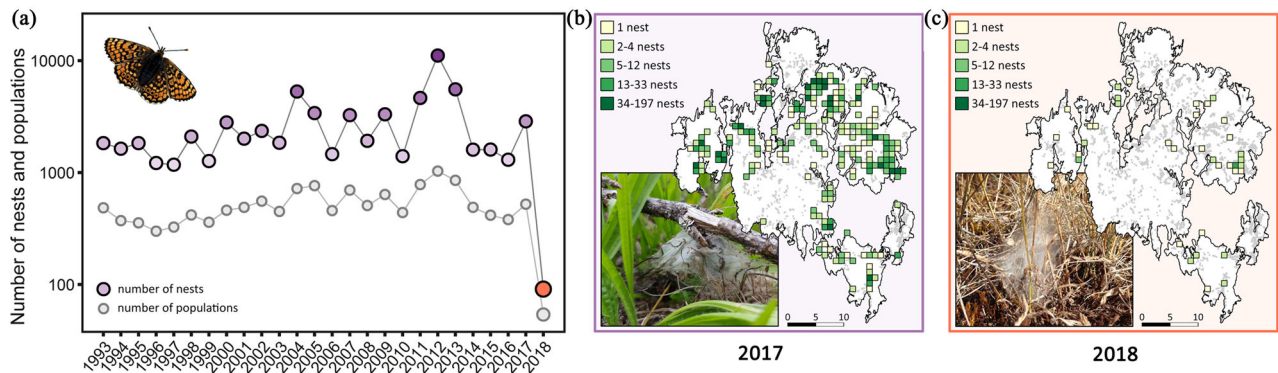 (a)
Number of nests and populations
10000
1000
100
number of nests
number of populations
1993
1994
1995
1996
1997
1998
1999
2000
2001
2002
2003
2004
2005
2006
2007
2008
2009
2010
2011
2012
2013
2014
2015
2016
2017
2018
(b)
1 nest
2-4 nests
5-12 nests
13-33 nests
34-197 nests
0 5 10
2017
(c)
1 nest
2-4 nests
5-12 nests
13-33 nests
34-197 nests
0 5 10
2018